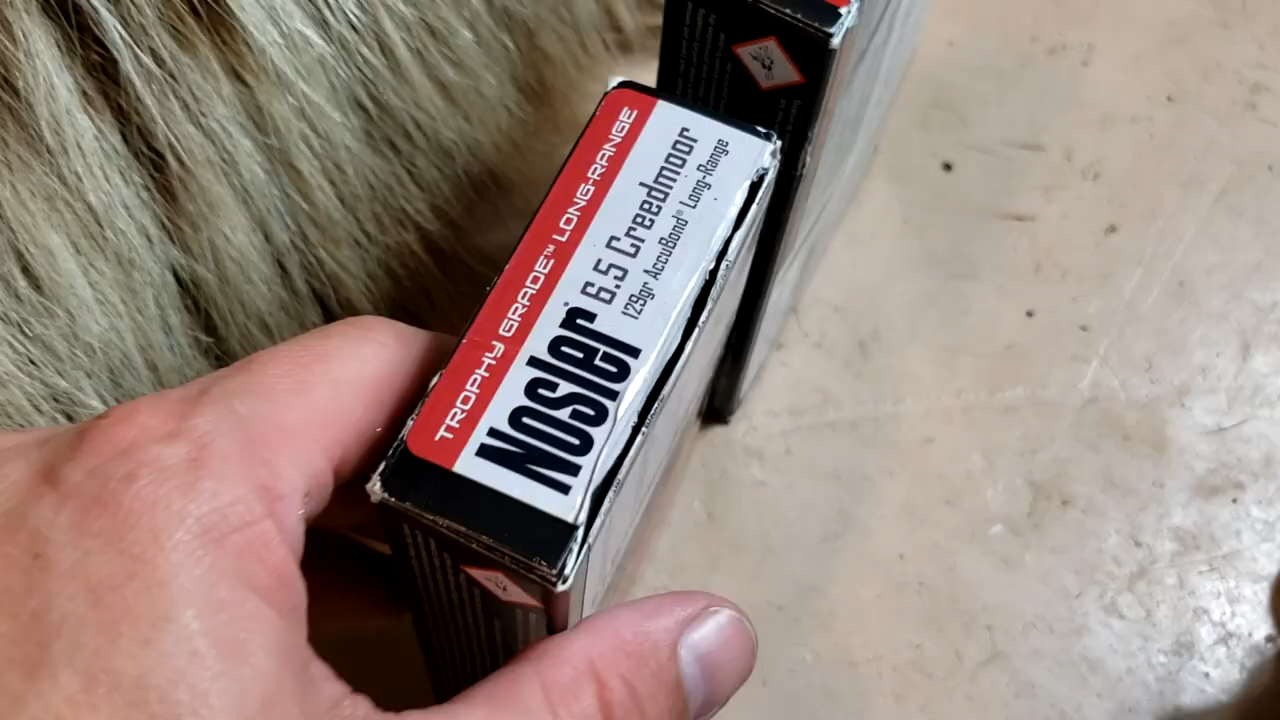 TROPHY GRADE™ LONG-RANGE
Nosler® 6.5 Creedmoor
129gr AccuBond® Long-Range